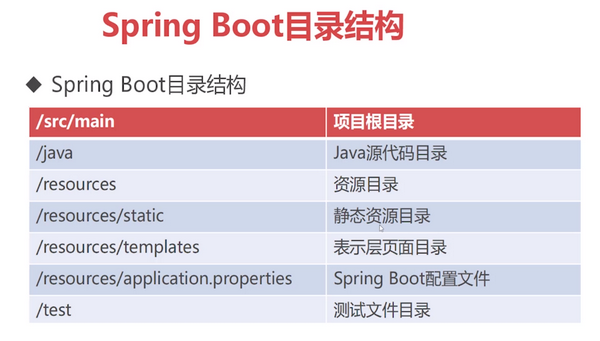 Spring Boot目录结构
◆ Spring Boot目录结构
/src/main 项目根目录
/java Java源代码目录
/resources 资源目录
/resources/static 静态资源目录
/resources/templates 表示层页面目录
/resources/application.properties Spring Boot配置文件
/test 测试文件目录